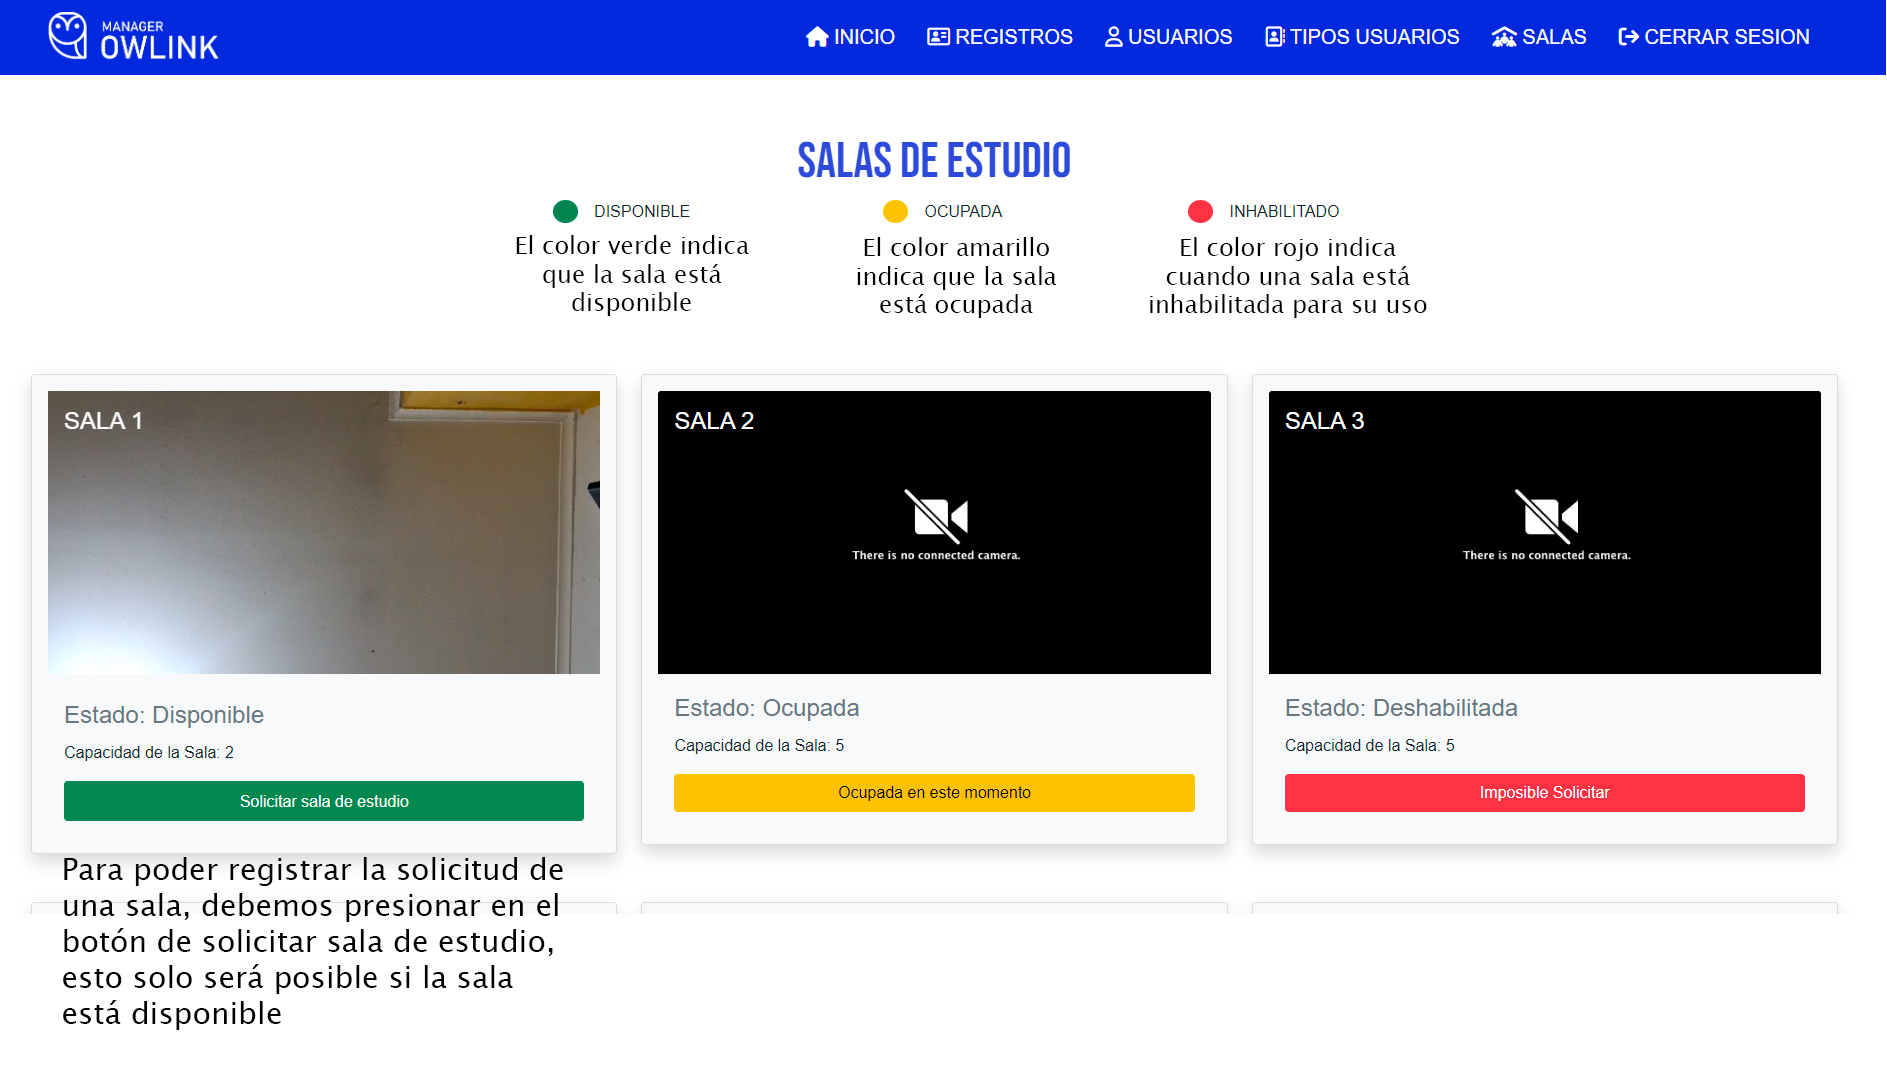 MANAGER
OWLINK
INICIO REGISTROS USUARIOS TIPOS USUARIOS SALAS CERRAR SESION
SALAS DE ESTUDIO
DISPONIBLE
El color verde indica
que la sala está
disponible
OCUPADA
El color amarillo
indica que la sala
está ocupada
INHABILITADO
El color rojo indica
cuando una sala está
inhabilitada para su uso
SALA 1
Estado: Disponible
Capacidad de la Sala: 2
Solicitar sala de estudio
Para poder registrar la solicitud de
una sala, debemos presionar en el
botón de solicitar sala de estudio,
esto solo será posible si la sala
está disponible
SALA 2
There is no connected camera.
Estado: Ocupada
Capacidad de la Sala: 5
Ocupada en este momento
SALA 3
There is no connected camera.
Estado: Deshabilitada
Capacidad de la Sala: 5
Imposible Solicitar